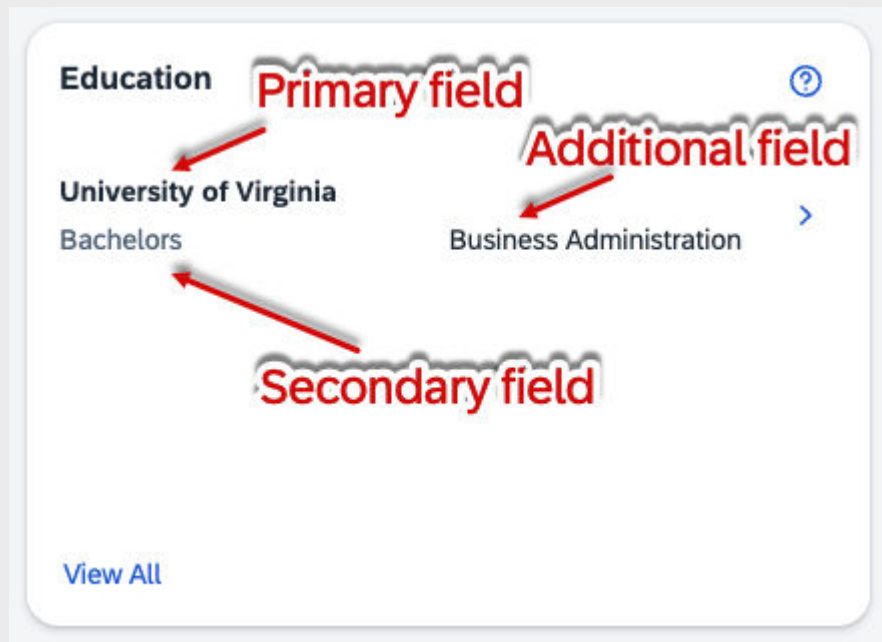 Education
Primary field
Additional field
University of Virginia
Bachelors
Business Administration
Secondary field
View All